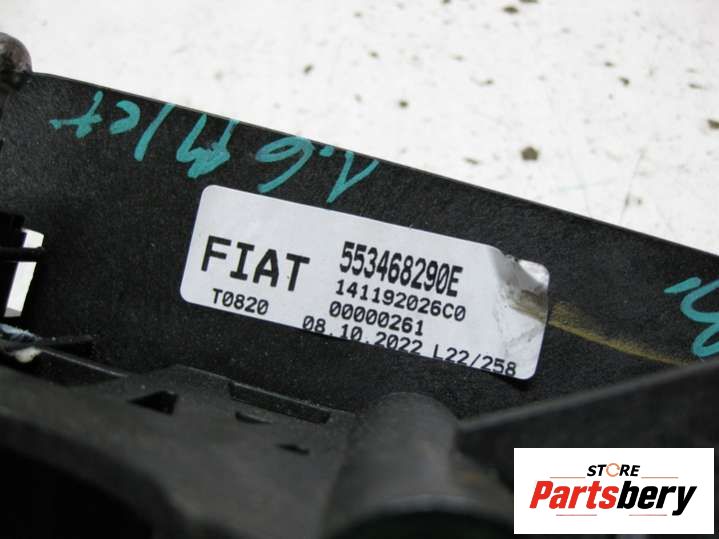 1.6 MJet
FIAT 553468290E
141192026C0
T0820 00000261
08.10.2022 L22/258
STORE
Partsbery